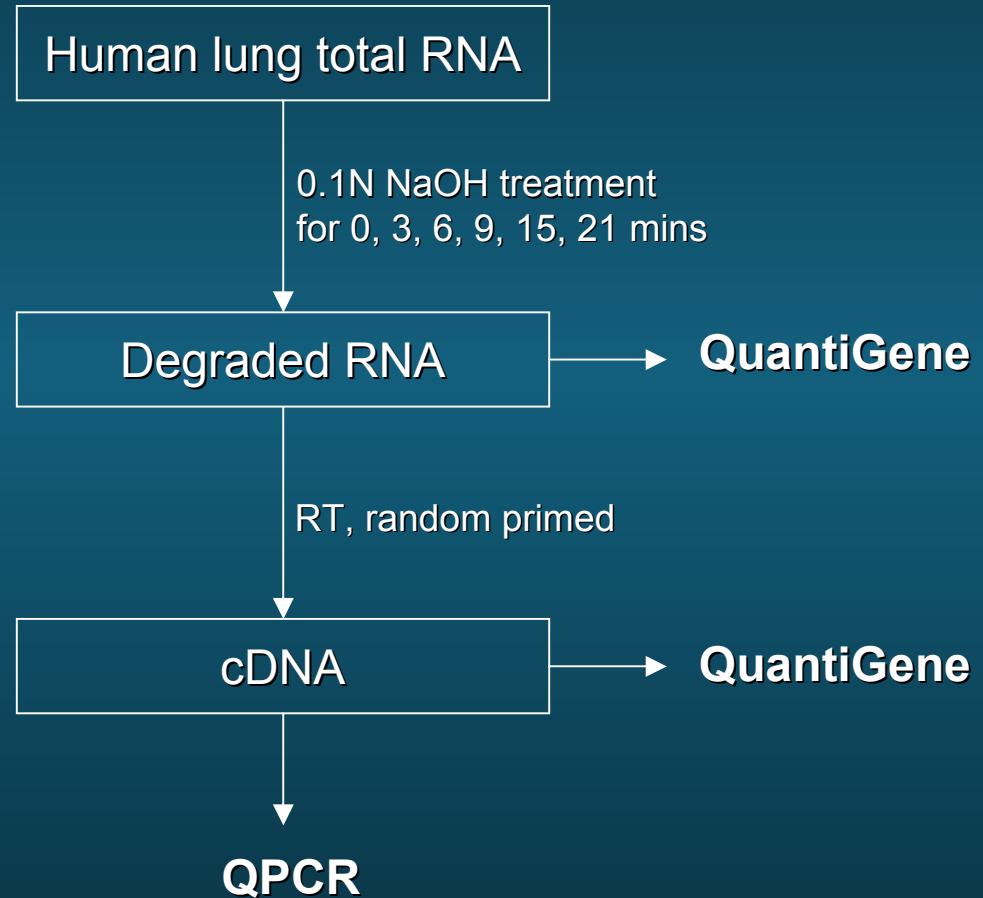 Human lung total RNA
0.1N NaOH treatment
for 0, 3, 6, 9, 15, 21 mins
Degraded RNA
QuantiGene
RT, random primed
cDNA
QuantiGene
QPCR